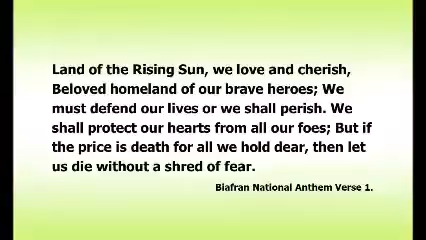 Land of the Rising Sun, we love and cherish,
Beloved homeland of our brave heroes; We
must defend our lives or we shall perish. We
shall protect our hearts from all our foes; But if
the price is death for all we hold dear, then let
us die without a shred of fear.
Biafran National Anthem Verse 1.